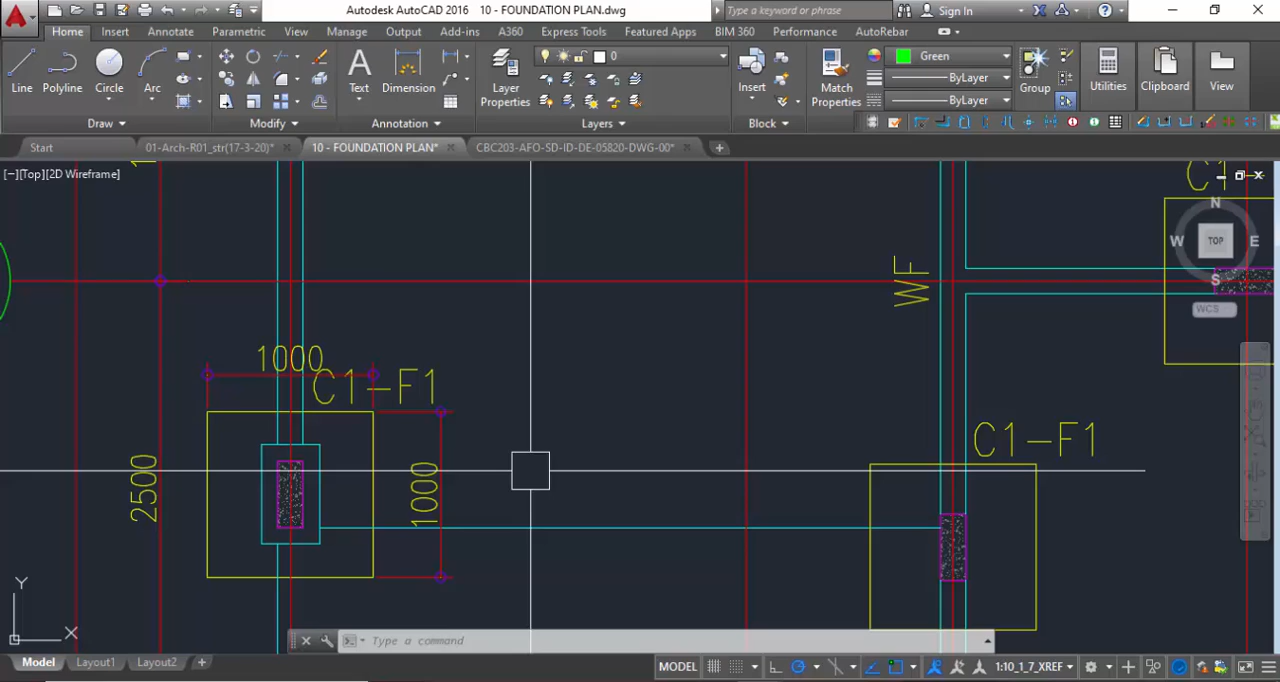 Autodesk AutoCAD 2016 10 - FOUNDATION PLAN.dwg
Type a keyword or phrase
Sign In
Home Insert Annotate Parametric View Manage Output Add-ins A360 Express Tools Featured Apps BIM 360 Performance AutoRebar
Line Polyline Circle Arc
Text Dimension
Layer Properties
0
Insert
Match Properties
Green
ByLayer
ByLayer
Group
Utilities
Clipboard
View
Draw Modify Annotation Layers Block
Start 01-Arch-R01_str(17-3-20)* 10 - FOUNDATION PLAN* CBC203-AFO-SD-ID-DE-05820-DWG-00*
[−][Top][2D Wireframe]
N
W TOP E
S
WCS
WF
1000
C1-F1
C1-F1
2500
1000
Y
X
Type a command
Model Layout1 Layout2
MODEL
1:10_1_7_XREF